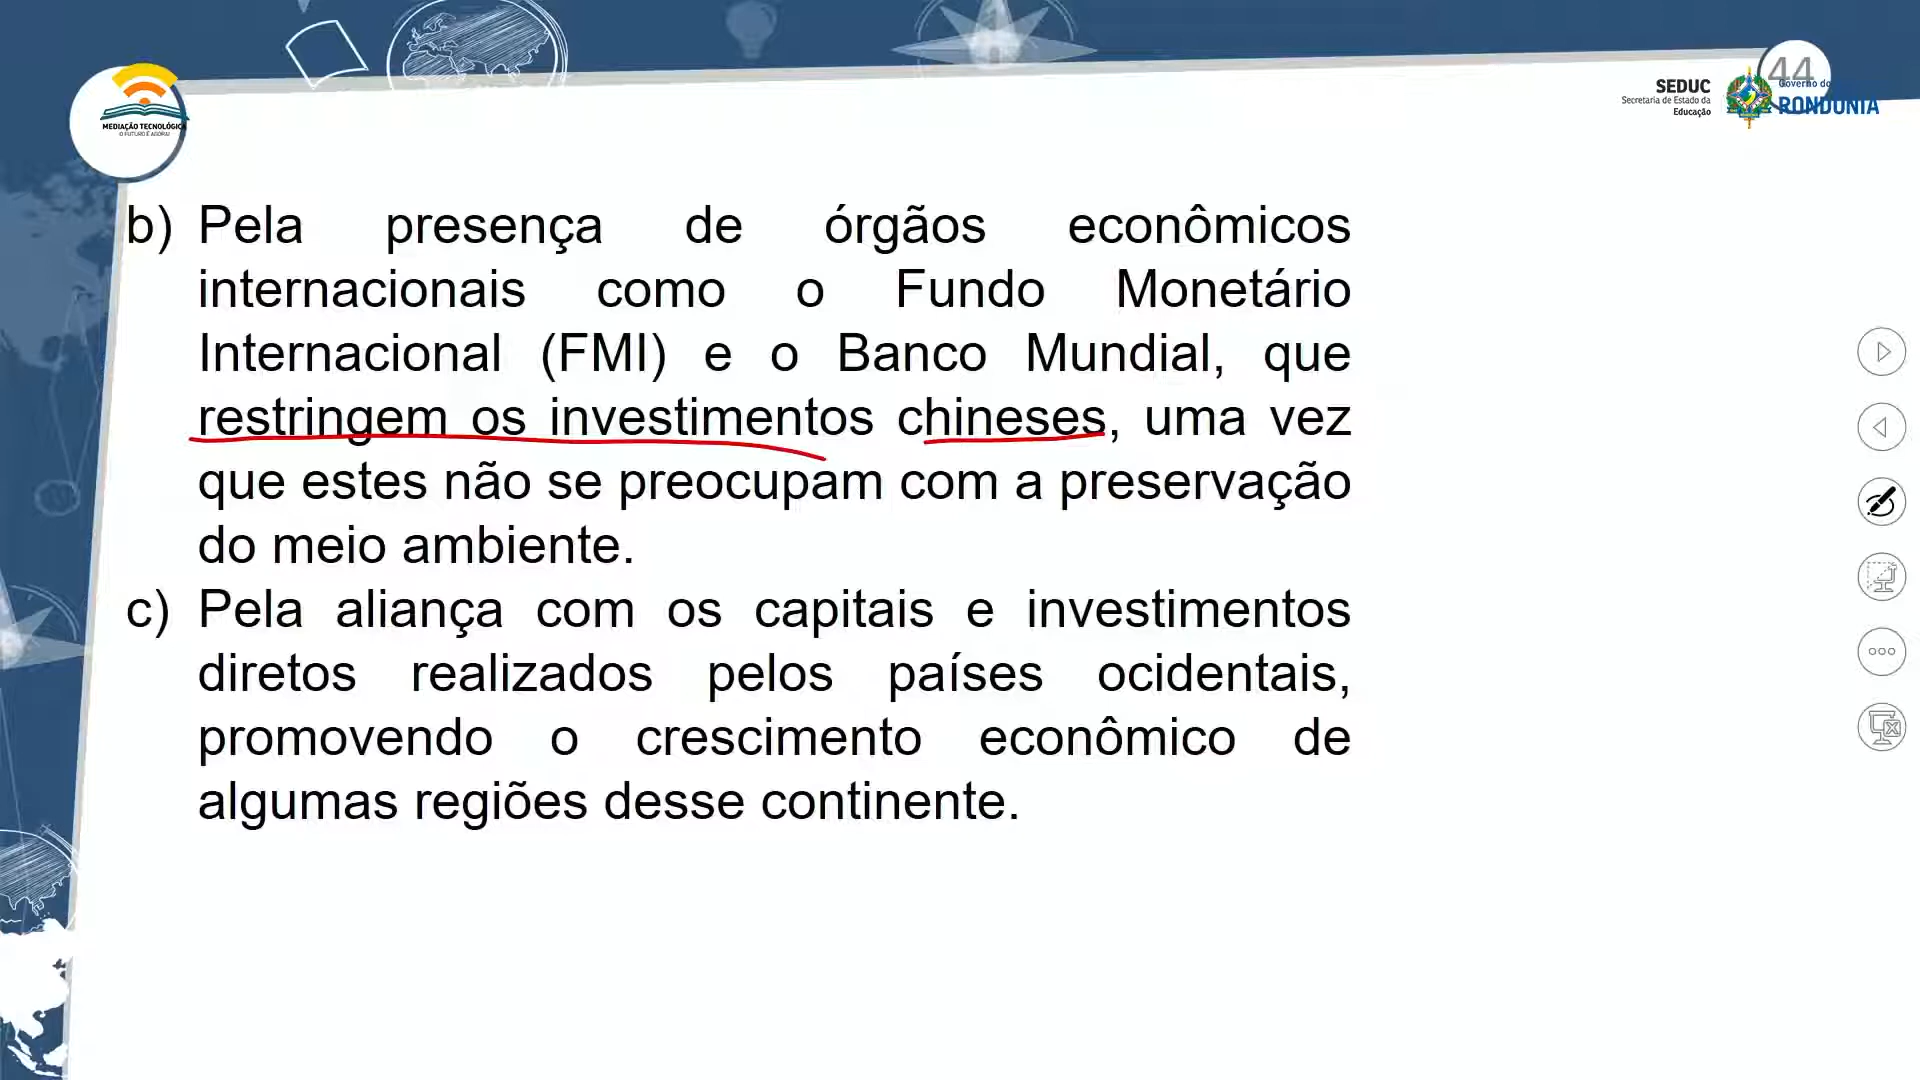 44
MEDIAÇÃO TECNOLÓGICA
O FUTURO É AGORA!
SEDUC
Secretaria de Estado da
Educação
Governo do
RONDÔNIA
b) Pela presença de órgãos econômicos
internacionais como o Fundo Monetário
Internacional (FMI) e o Banco Mundial, que
restringem os investimentos chineses, uma vez
que estes não se preocupam com a preservação
do meio ambiente.
c) Pela aliança com os capitais e investimentos
diretos realizados pelos países ocidentais,
promovendo o crescimento econômico de
algumas regiões desse continente.